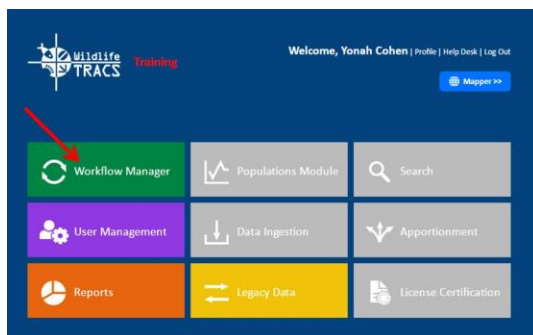 Wildlife
TRACS
Training
Welcome, Yonah Cohen | Profile | Help Desk | Log Out
Mapper >>
Workflow Manager
Populations Module
Search
User Management
Data Ingestion
Apportionment
Reports
Legacy Data
License Certification